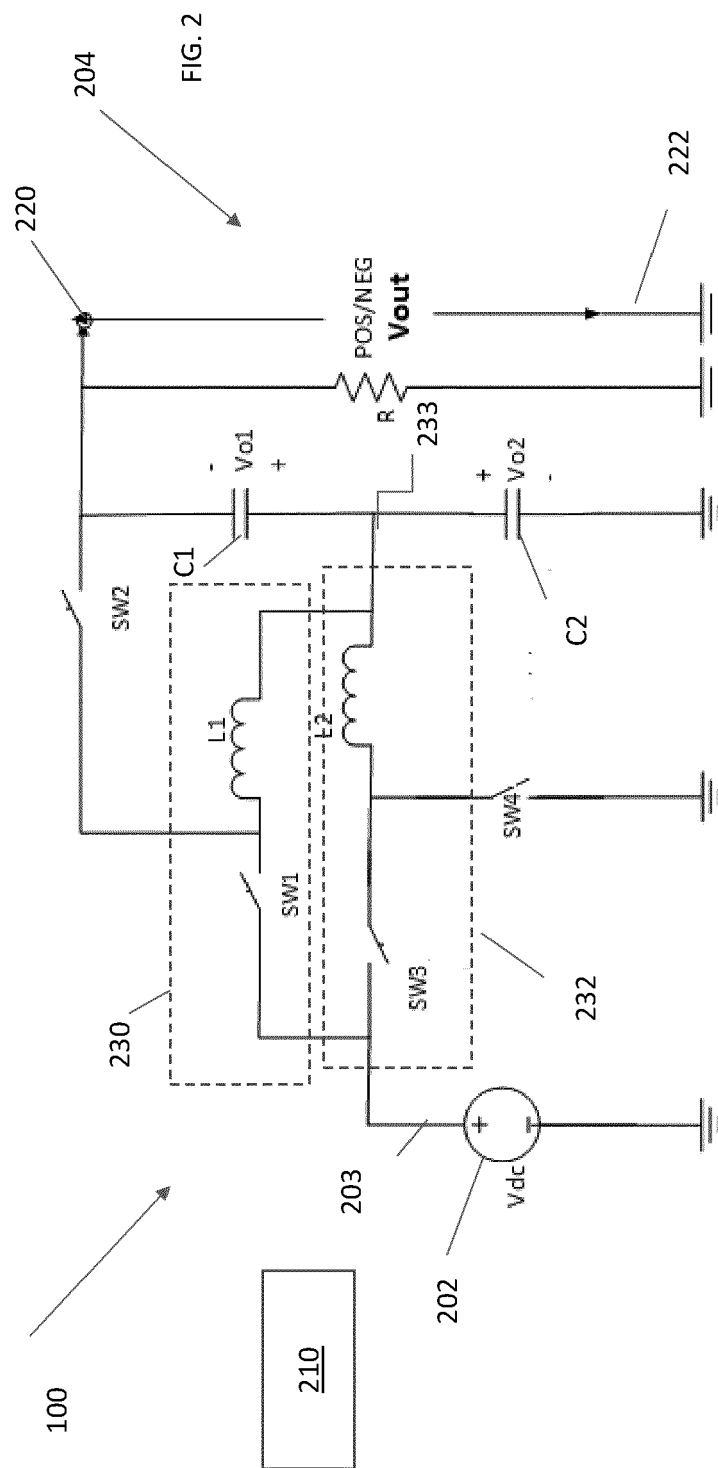 FIG. 2
100
204
220
SW2
230
C1
-
Vo1
+
L1
SW1
POS/NEG
Vout
R
233
222
203
L2
+
Vo2
-
SW3
SW4
C2
232
202
+
-
Vdc
210